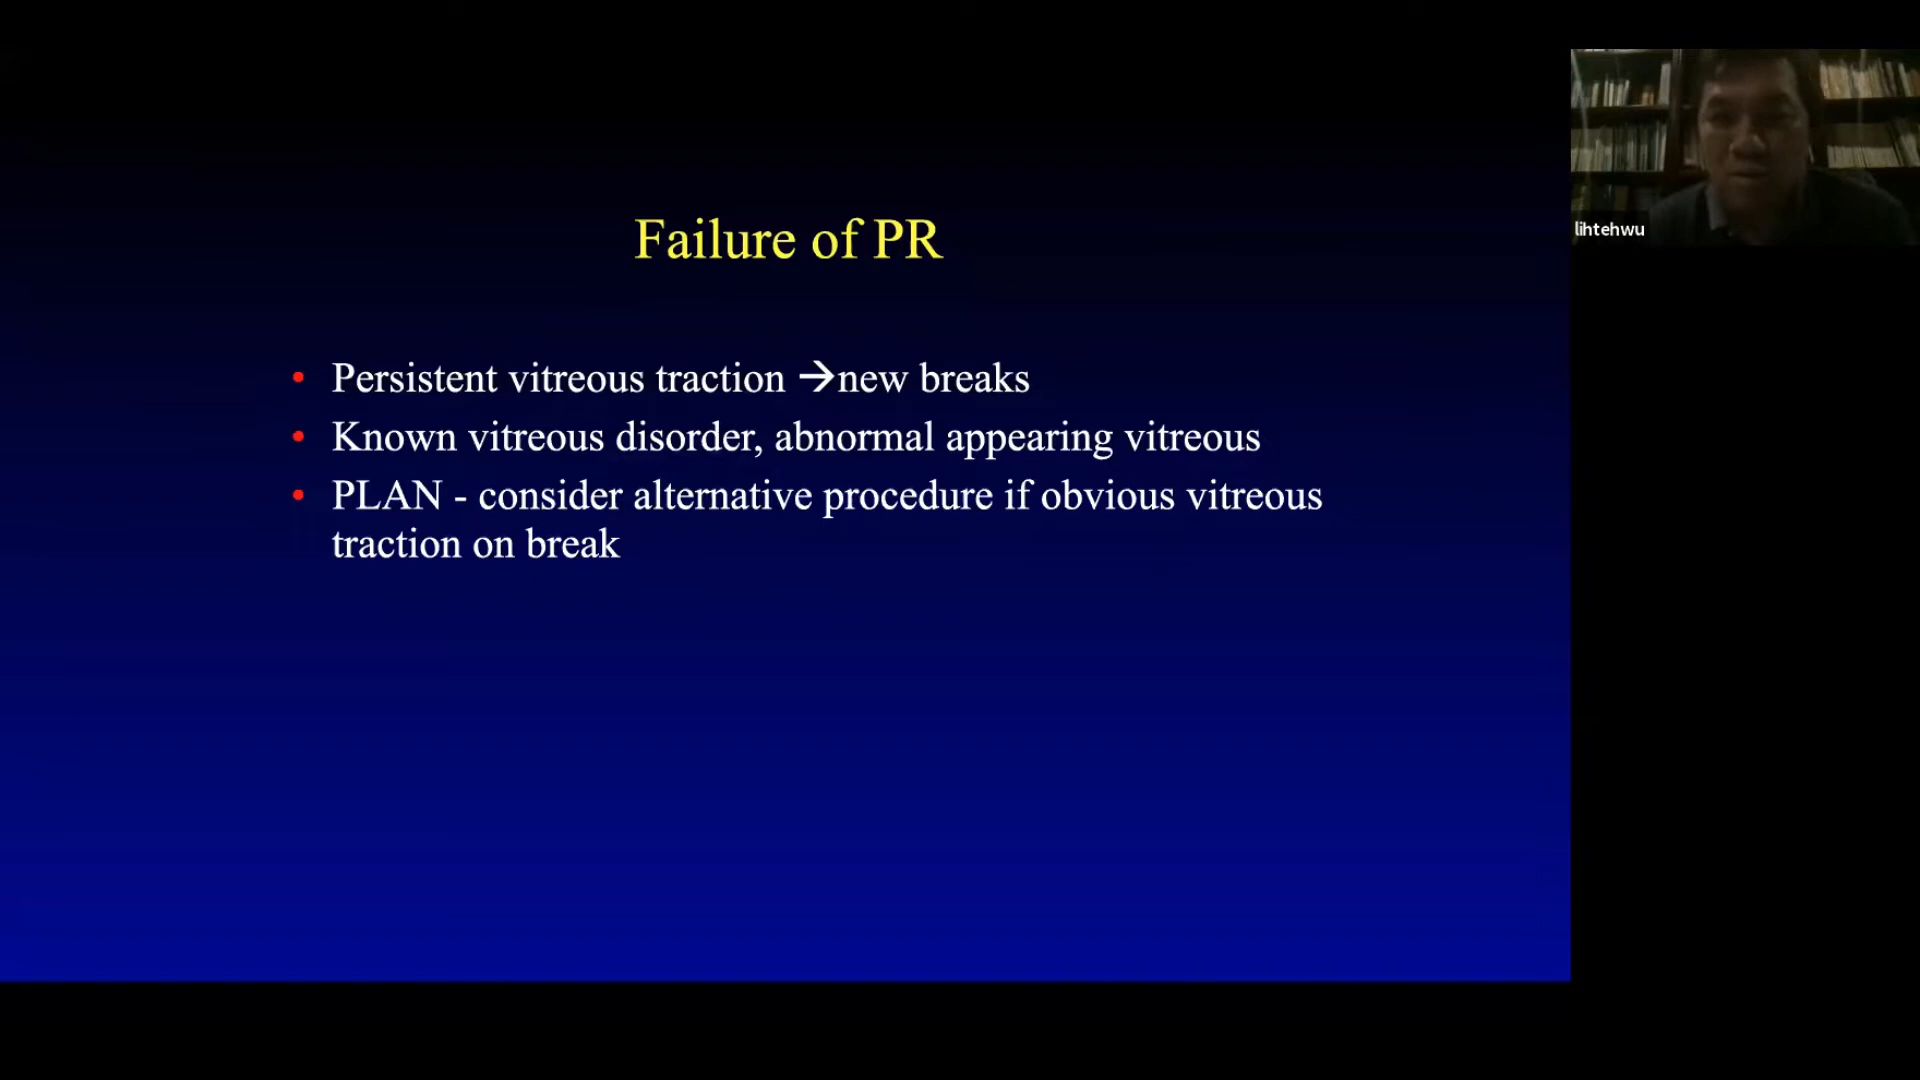 Failure of PR
• Persistent vitreous traction →new breaks
• Known vitreous disorder, abnormal appearing vitreous
• PLAN - consider alternative procedure if obvious vitreous
traction on break
lihtehwu